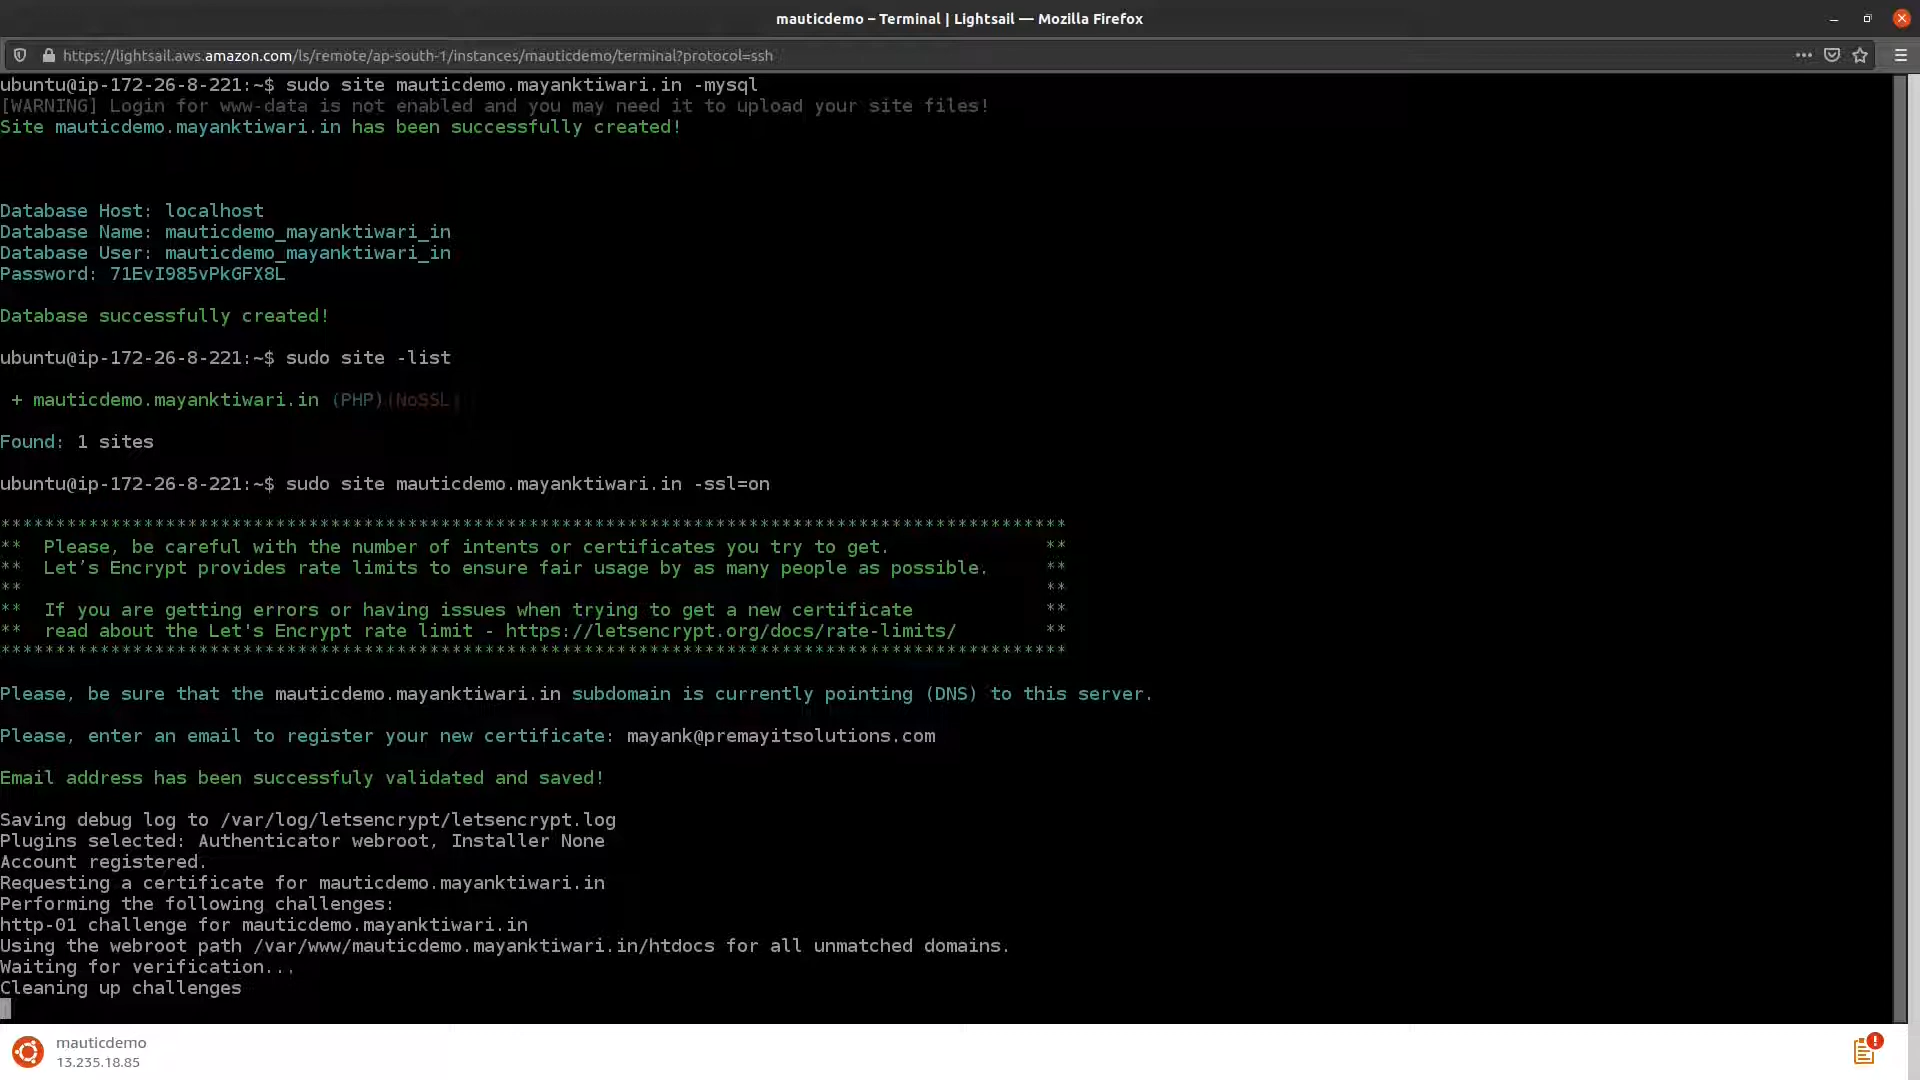 mauticdemo – Terminal | Lightsail — Mozilla Firefox
https://lightsail.aws.amazon.com/ls/remote/ap-south-1/instances/mauticdemo/terminal?protocol=ssh
ubuntu@ip-172-26-8-221:~$ sudo site mauticdemo.mayanktiwari.in -mysql
[WARNING] Login for www-data is not enabled and you may need it to upload your site files!
Site mauticdemo.mayanktiwari.in has been successfully created!
Database Host: localhost
Database Name: mauticdemo_mayanktiwari_in
Database User: mauticdemo_mayanktiwari_in
Password: 71EvI985vPkGFX8L
Database successfully created!
ubuntu@ip-172-26-8-221:~$ sudo site -list
+ mauticdemo.mayanktiwari.in (PHP)(NoSSL)
Found: 1 sites
ubuntu@ip-172-26-8-221:~$ sudo site mauticdemo.mayanktiwari.in -ssl=on
*************************************************************************************************
** Please, be careful with the number of intents or certificates you try to get. **
** Let’s Encrypt provides rate limits to ensure fair usage by as many people as possible. **
** **
** If you are getting errors or having issues when trying to get a new certificate **
** read about the Let's Encrypt rate limit - https://letsencrypt.org/docs/rate-limits/ **
*************************************************************************************************
Please, be sure that the mauticdemo.mayanktiwari.in subdomain is currently pointing (DNS) to this server.
Please, enter an email to register your new certificate: mayank@premayitsolutions.com
Email address has been successfuly validated and saved!
Saving debug log to /var/log/letsencrypt/letsencrypt.log
Plugins selected: Authenticator webroot, Installer None
Account registered.
Requesting a certificate for mauticdemo.mayanktiwari.in
Performing the following challenges:
http-01 challenge for mauticdemo.mayanktiwari.in
Using the webroot path /var/www/mauticdemo.mayanktiwari.in/htdocs for all unmatched domains.
Waiting for verification...
Cleaning up challenges
mauticdemo
13.235.18.85